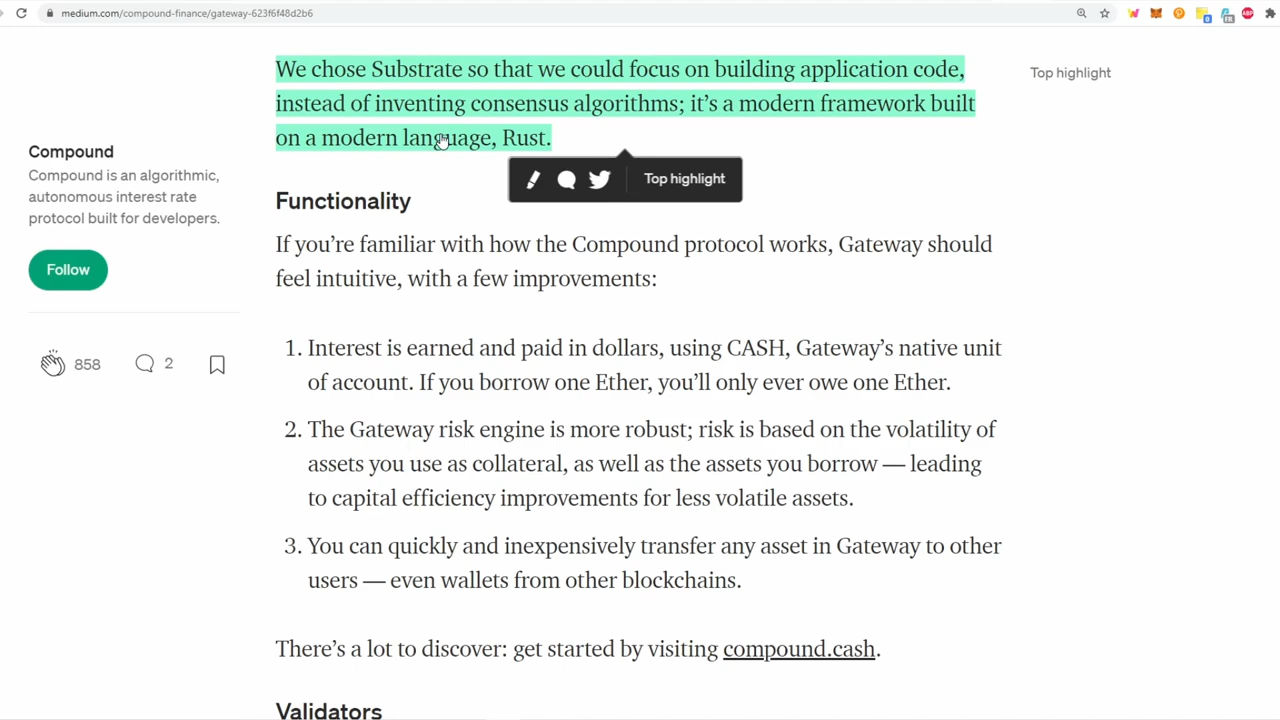 medium.com/compound-finance/gateway-623f6f48d2b6
We chose Substrate so that we could focus on building application code,
instead of inventing consensus algorithms; it’s a modern framework built
on a modern language, Rust.
Top highlight
Top highlight
Compound
Compound is an algorithmic,
autonomous interest rate
protocol built for developers.
Follow
858
2
Functionality
If you’re familiar with how the Compound protocol works, Gateway should
feel intuitive, with a few improvements:
1. Interest is earned and paid in dollars, using CASH, Gateway’s native unit
of account. If you borrow one Ether, you’ll only ever owe one Ether.
2. The Gateway risk engine is more robust; risk is based on the volatility of
assets you use as collateral, as well as the assets you borrow — leading
to capital efficiency improvements for less volatile assets.
3. You can quickly and inexpensively transfer any asset in Gateway to other
users — even wallets from other blockchains.
There’s a lot to discover: get started by visiting compound.cash.
Validators